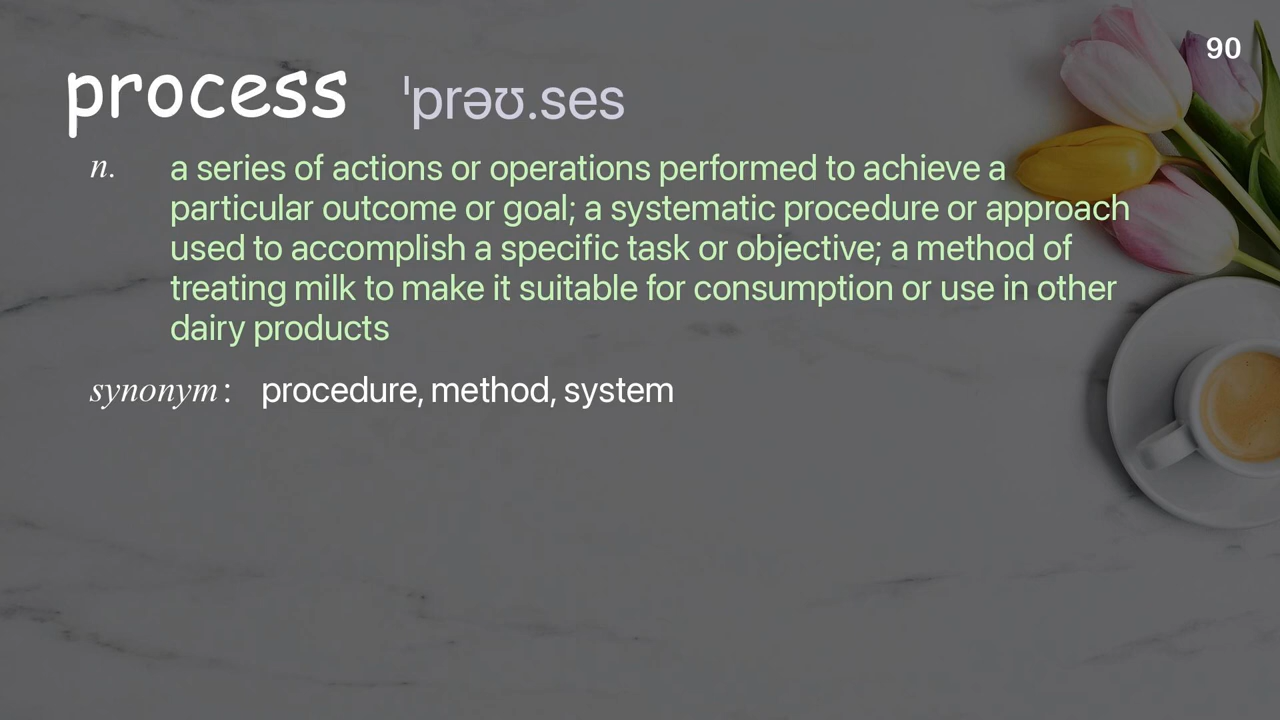 90
process ˈprəʊ.ses
n. a series of actions or operations performed to achieve a
particular outcome or goal; a systematic procedure or approach
used to accomplish a specific task or objective; a method of
treating milk to make it suitable for consumption or use in other
dairy products
synonym: procedure, method, system